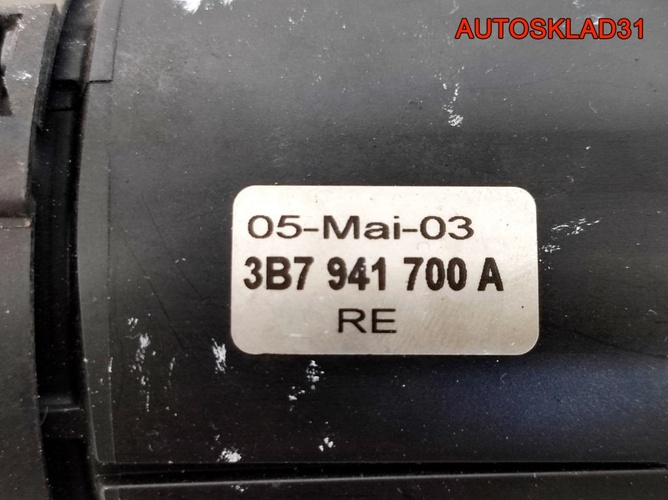 AUTOSKLAD31
05-Mai-03
3B7 941 700 A
RE